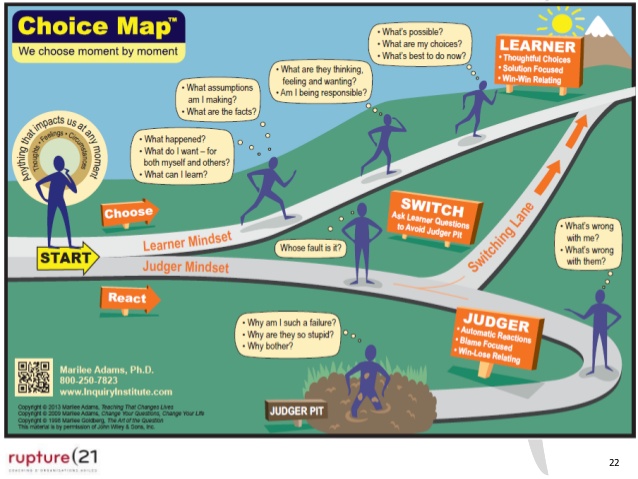 Choice Map™
We choose moment by moment
• What's possible?
• What are my choices?
• What's best to do now?
LEARNER
• Thoughtful Choices
• Solution Focused
• Win-Win Relating
• What are they thinking,
feeling and wanting?
• Am I being responsible?
• What assumptions
am I making?
• What are the facts?
• What happened?
• What do I want – for
both myself and others?
• What can I learn?
Anything that impacts us at any moment
Thoughts • Feelings • Circumstances
Choose
START
Learner Mindset
Judger Mindset
React
Whose fault is it?
SWITCH
Ask Learner Questions
to Avoid Judger Pit
Switching Lane
• What's wrong
with me?
• What's wrong
with them?
JUDGER
• Automatic Reactions
• Blame Focused
• Win-Lose Relating
• Why am I such a failure?
• Why are they so stupid?
• Why bother?
JUDGER PIT
Marilee Adams, Ph.D.
800-250-7823
www.InquiryInstitute.com
Copyright © 2013 Marilee Adams, Teaching That Changes Lives
Copyright © 2009 Marilee Adams, Change Your Questions, Change Your Life
Copyright © 1998 Marilee Goldberg, The Art of the Question
This material is by permission of John Wiley & Sons, Inc.
rupture(21
22